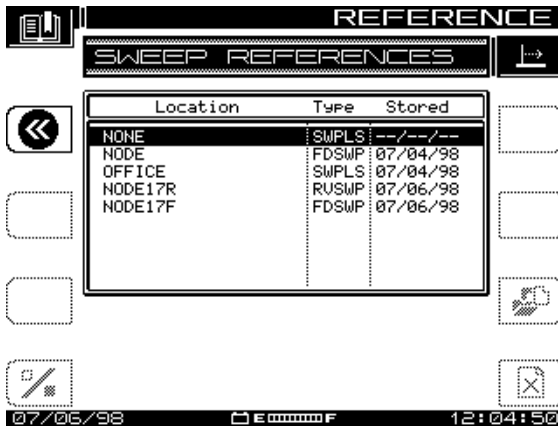 REFERENCE
SWEEP REFERENCES
Location Type Stored
NONE SWPLS --/--/--
NODE FDSWP 07/04/98
OFFICE SWPLS 07/04/98
NODE17R RVSWP 07/06/98
NODE17F FDSWP 07/06/98
07/06/98 E F 12:04:50